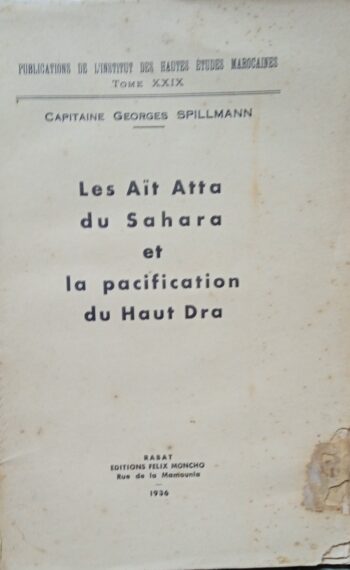 PUBLICATIONS DE L'INSTITUT DES HAUTES ÉTUDES MAROCAINES
TOME XXIX
CAPITAINE GEORGES SPILLMANN
Les Aït Atta
du Sahara
et
la pacification
du Haut Dra
RABAT
EDITIONS FELIX MONCHO
Rue de la Mamounia
1936